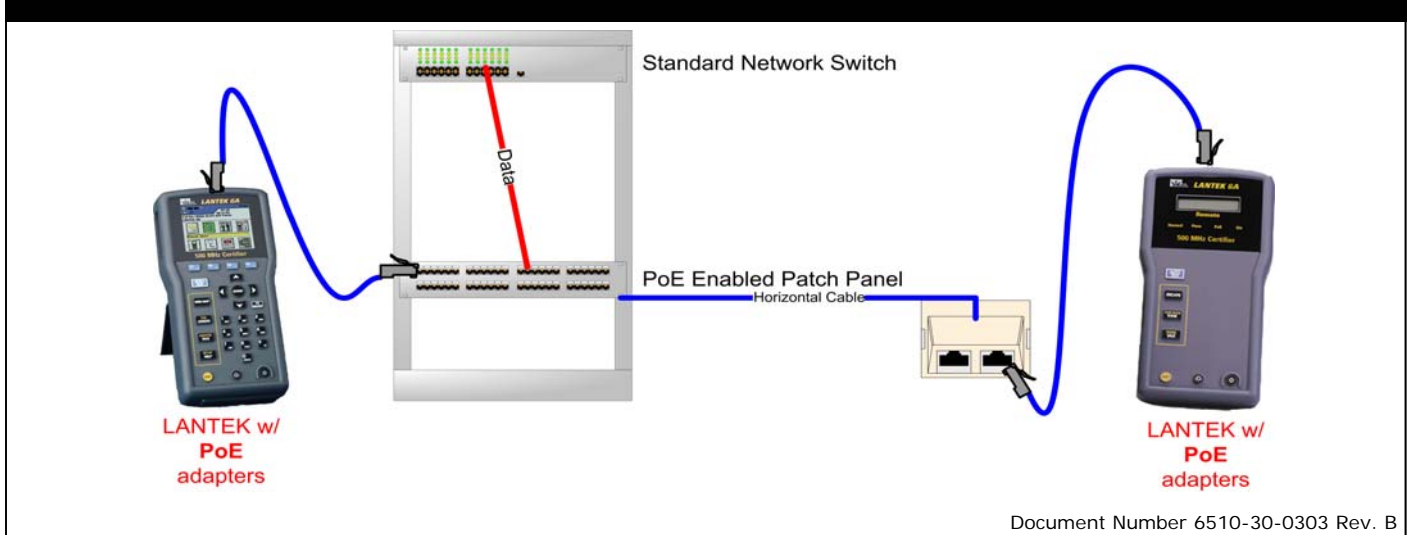 Standard Network Switch
Data
PoE Enabled Patch Panel
Horizontal Cable
LANTEK 6A
500 MHz Certifier
LANTEK w/
PoE
adapters
LANTEK 6A
Remote
500 MHz Certifier
LANTEK w/
PoE
adapters
Document Number 6510-30-0303 Rev. B